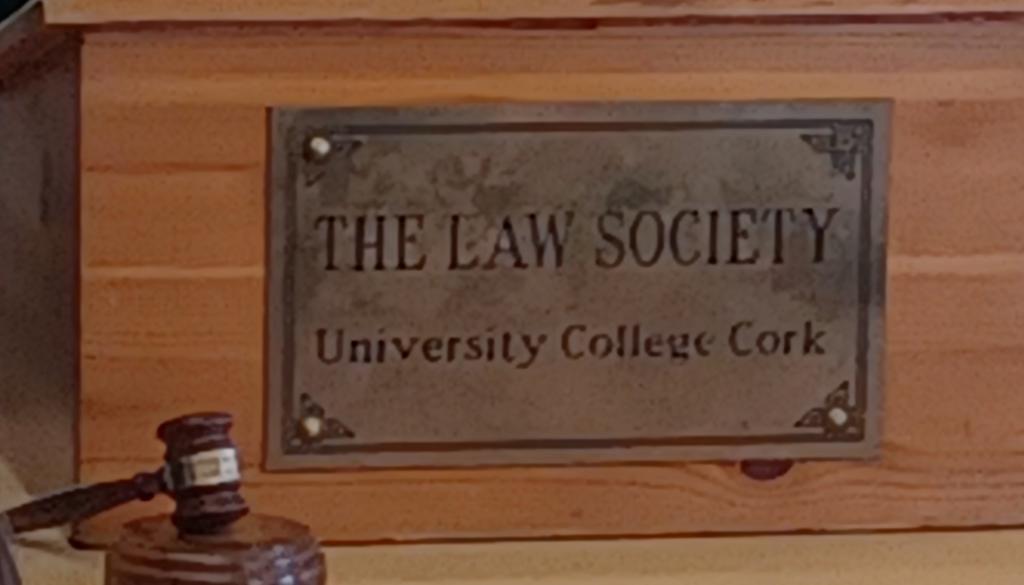 THE LAW SOCIETY
University College Cork